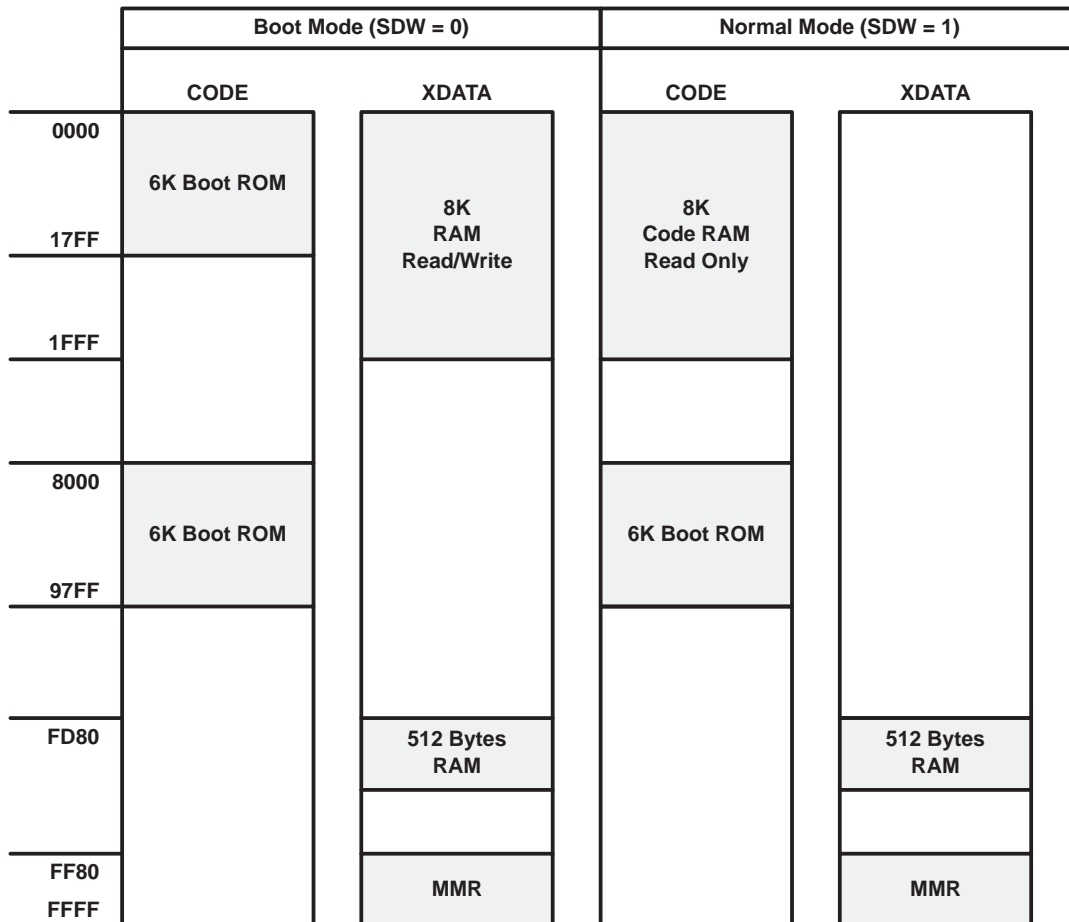 Boot Mode (SDW = 0)
Normal Mode (SDW = 1)
CODE
XDATA
CODE
XDATA
0000
6K Boot ROM
17FF
8K
RAM
Read/Write
8K
Code RAM
Read Only
1FFF
8000
6K Boot ROM
6K Boot ROM
97FF
FD80
512 Bytes
RAM
512 Bytes
RAM
FF80
MMR
MMR
FFFF